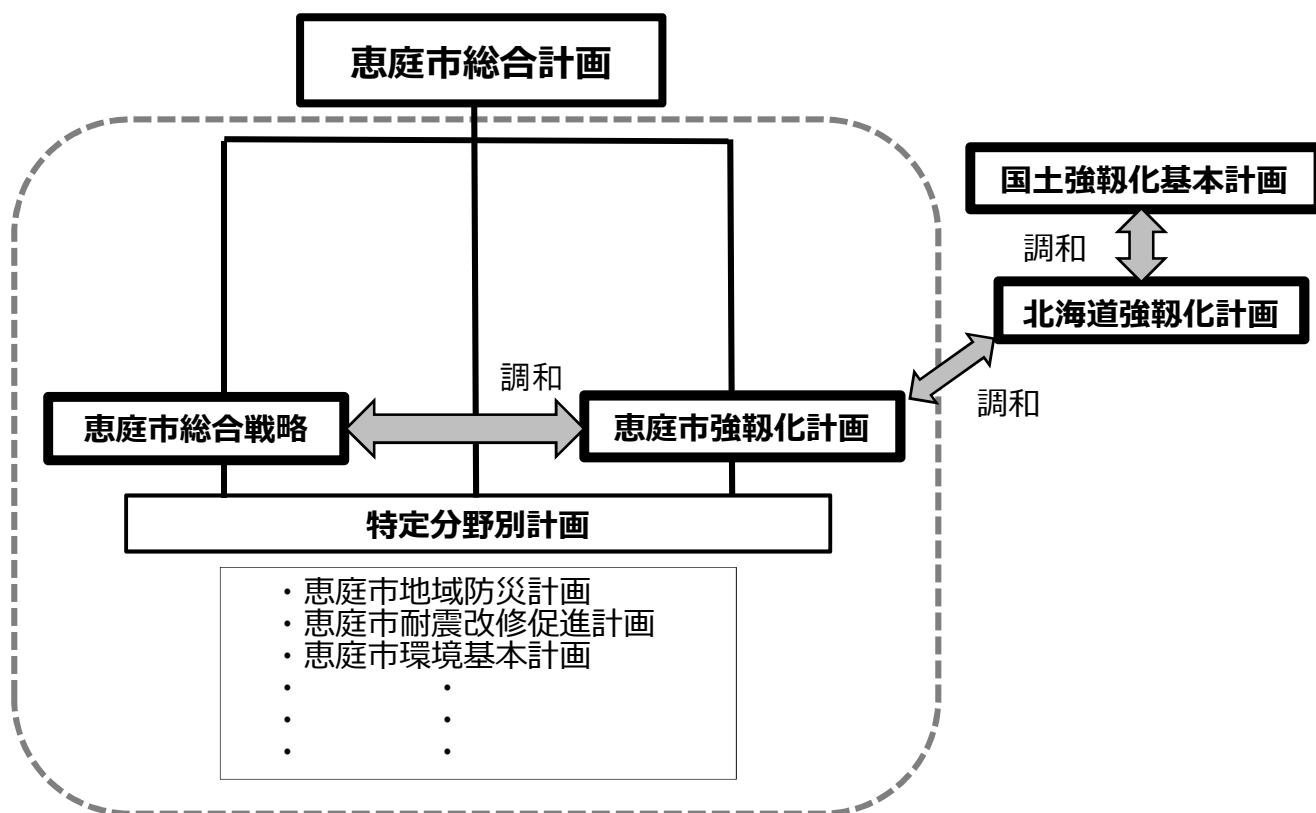 恵庭市総合計画
国土強靱化基本計画
調和
北海道強靱化計画
調和
調和
恵庭市総合戦略
恵庭市強靱化計画
特定分野別計画
・恵庭市地域防災計画
・恵庭市耐震改修促進計画
・恵庭市環境基本計画
・ ・
・ ・
・ ・